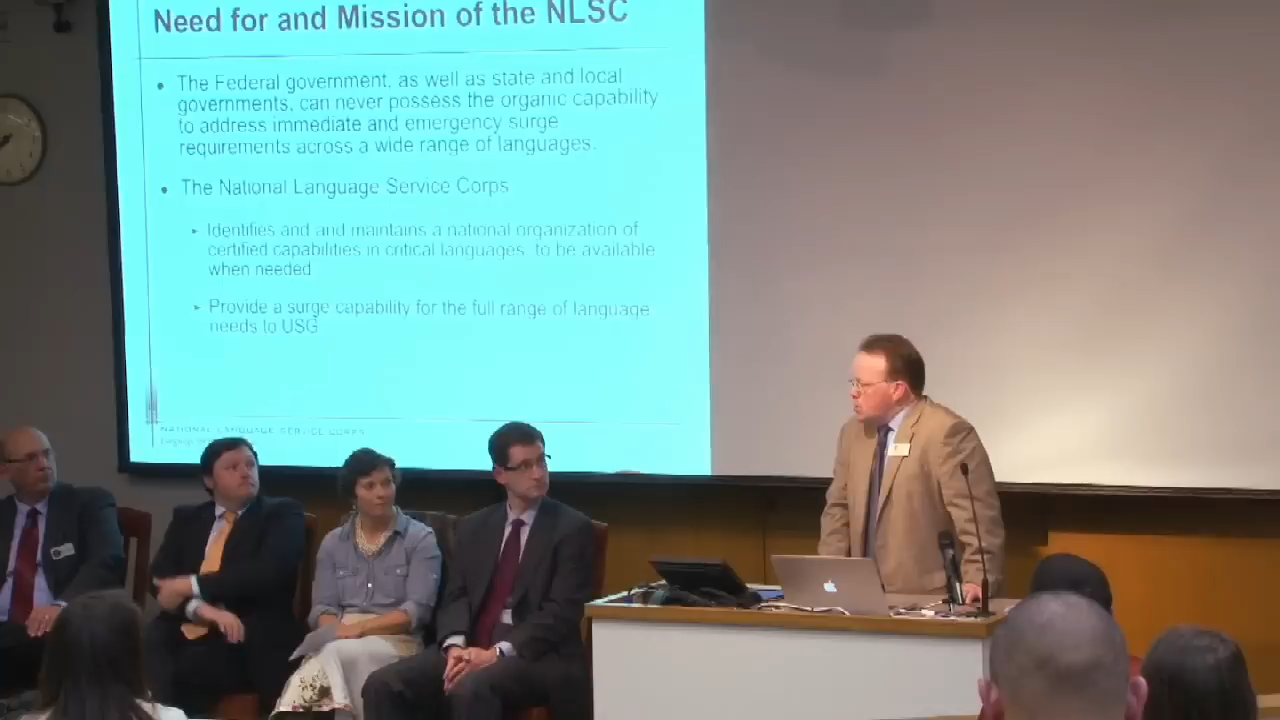 Need for and Mission of the NLSC
The Federal government, as well as state and local
governments, can never possess the organic capability
to address immediate and emergency surge
requirements across a wide range of languages.
The National Language Service Corps
Identifies and and maintains a national organization of
certified capabilities in critical languages to be available
when needed
Provide a surge capability for the full range of language
needs to USG
NATIONAL LANGUAGE SERVICE CORPS